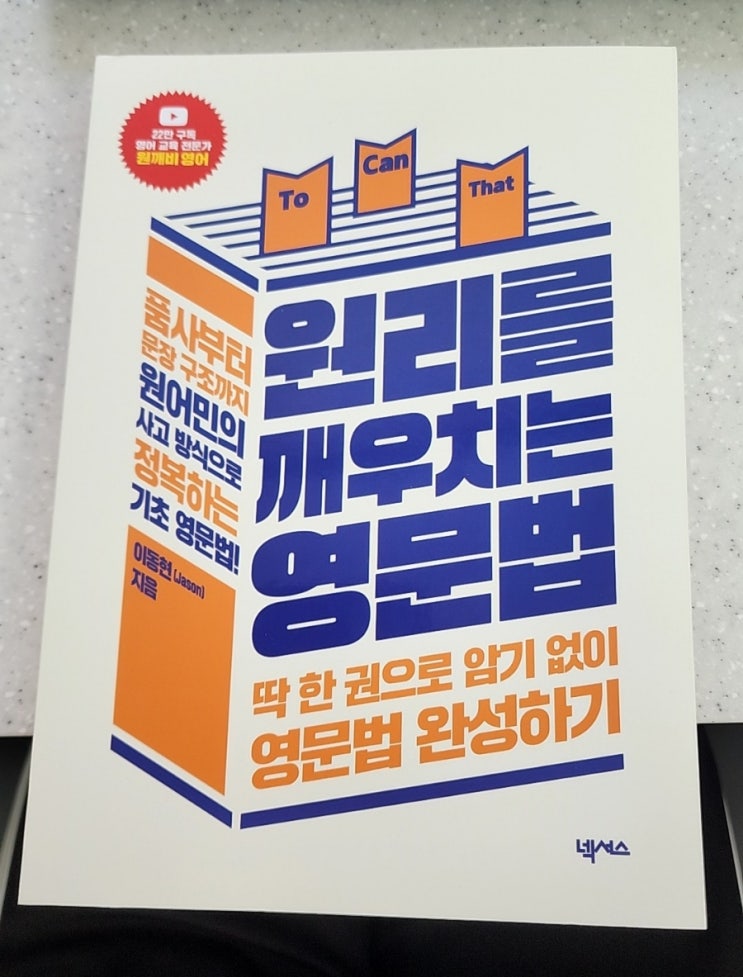 22만 구독
영어 교육 전문가
원깨비 영어
To
Can
That
품사부터
문장 구조까지
원어민의
사고 방식으로
정복하는
기초 영문법!
이동현 (Jason)
지음
원리를
깨우치는
영문법
딱 한 권으로 암기 없이
영문법 완성하기
넥서스